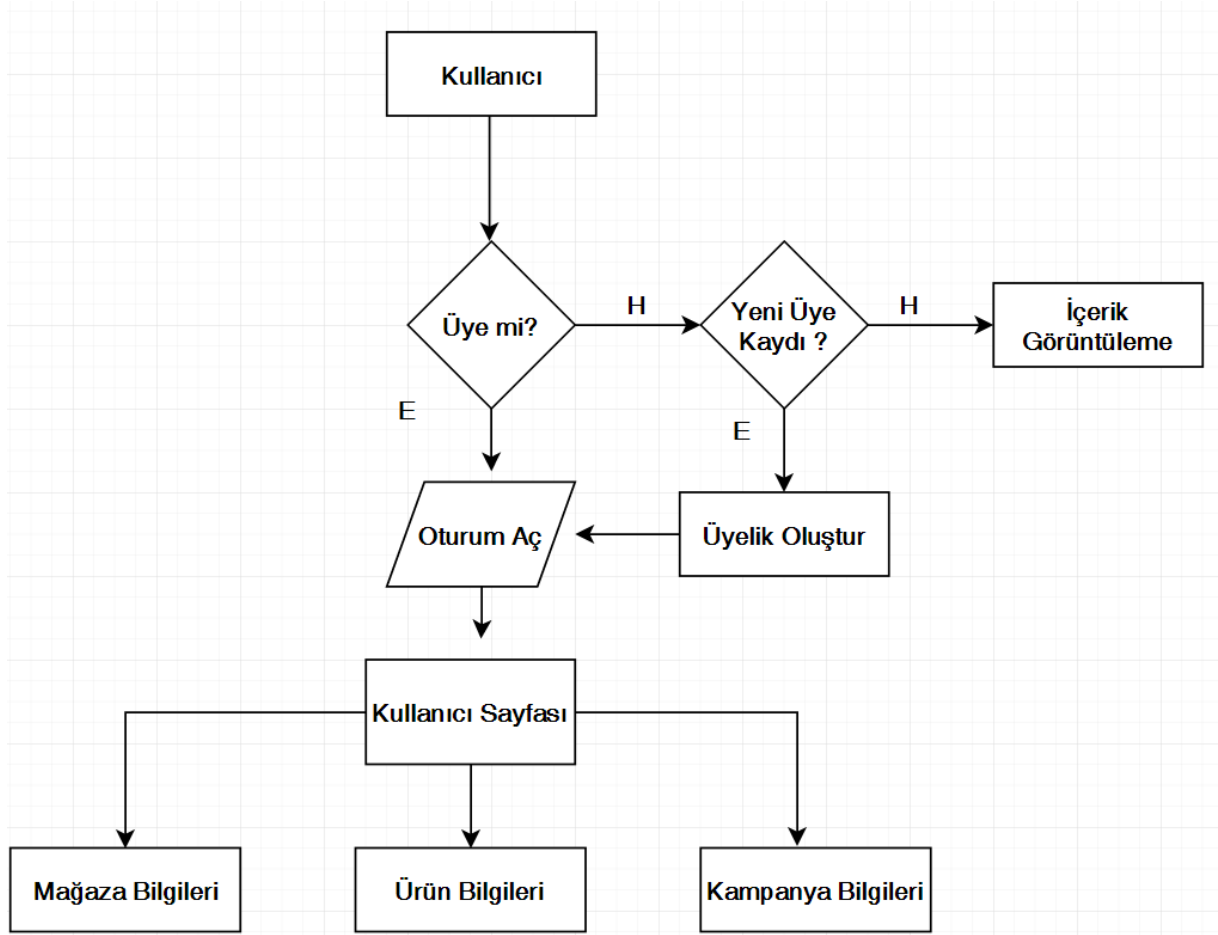 Kullanıcı
Üye mi?
H
Yeni Üye
Kaydı ?
H
İçerik
Görüntüleme
E
E
Oturum Aç
Üyelik Oluştur
Kullanıcı Sayfası
Mağaza Bilgileri
Ürün Bilgileri
Kampanya Bilgileri